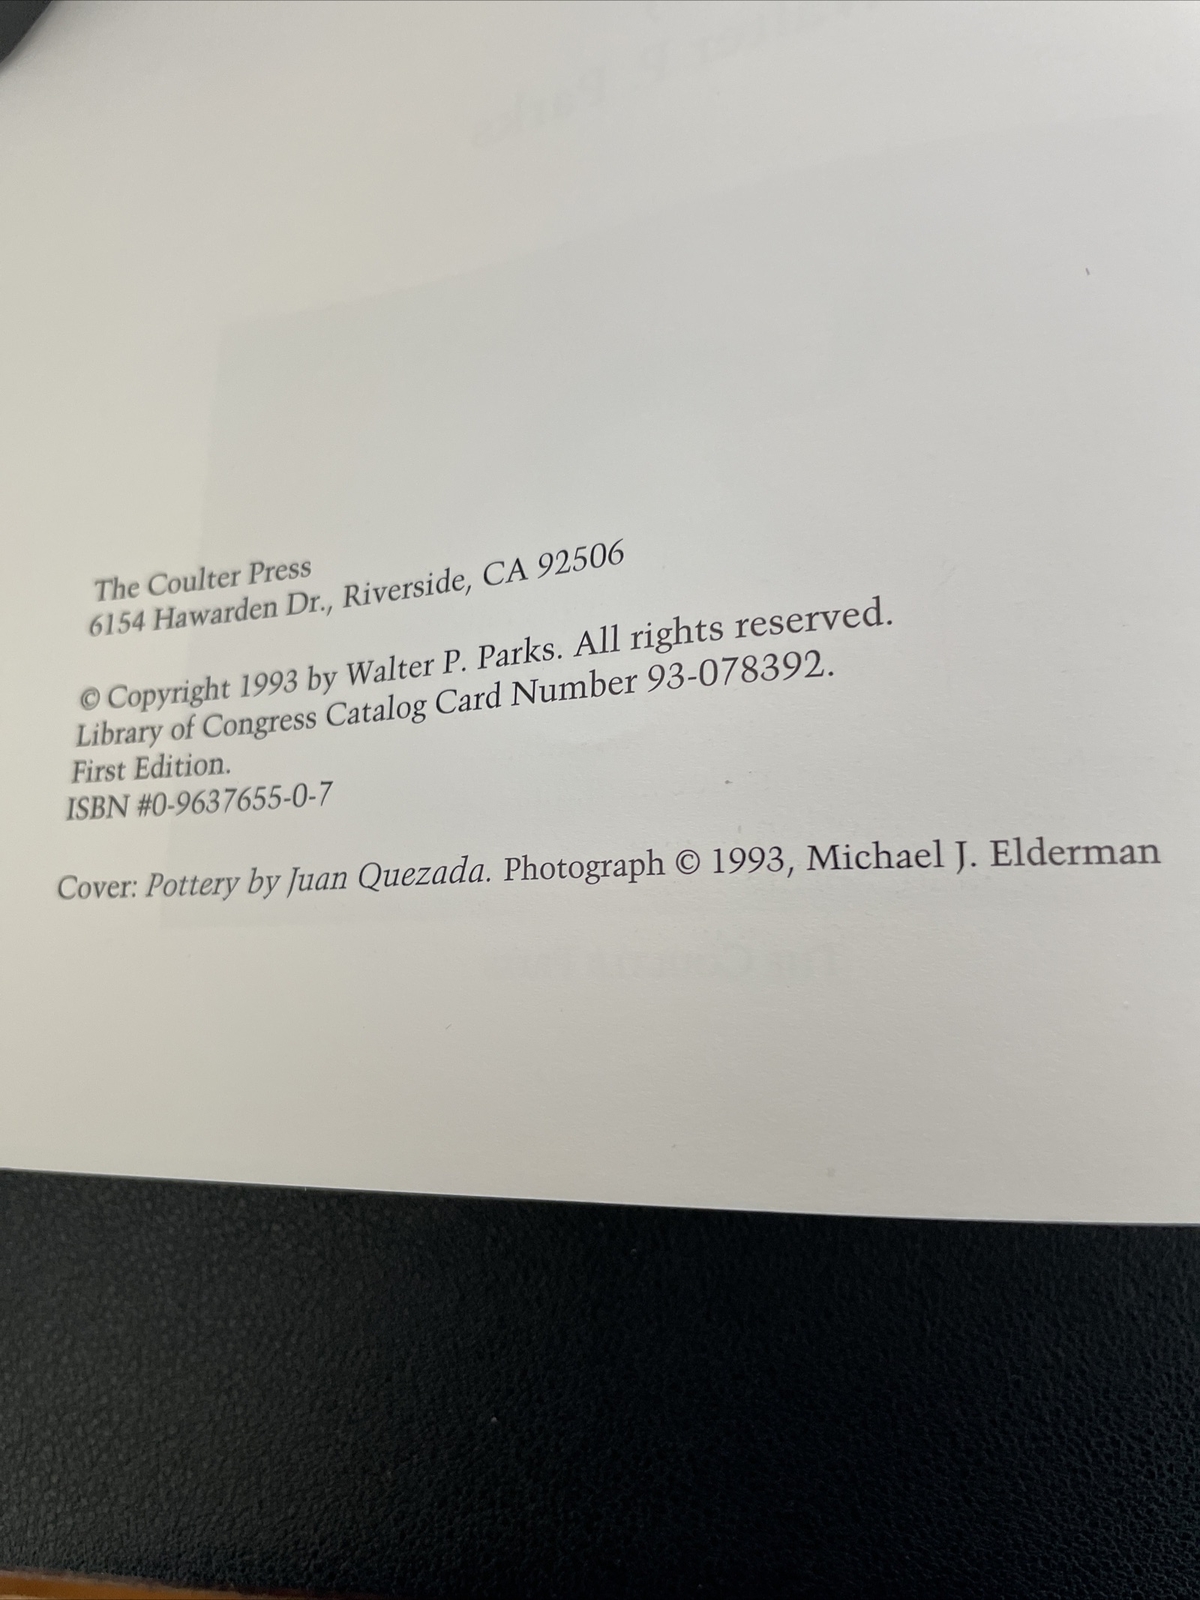 The Coulter Press
6154 Hawarden Dr., Riverside, CA 92506
© Copyright 1993 by Walter P. Parks. All rights reserved.
Library of Congress Catalog Card Number 93-078392.
First Edition.
ISBN #0-9637655-0-7
Cover: Pottery by Juan Quezada. Photograph © 1993, Michael J. Elderman